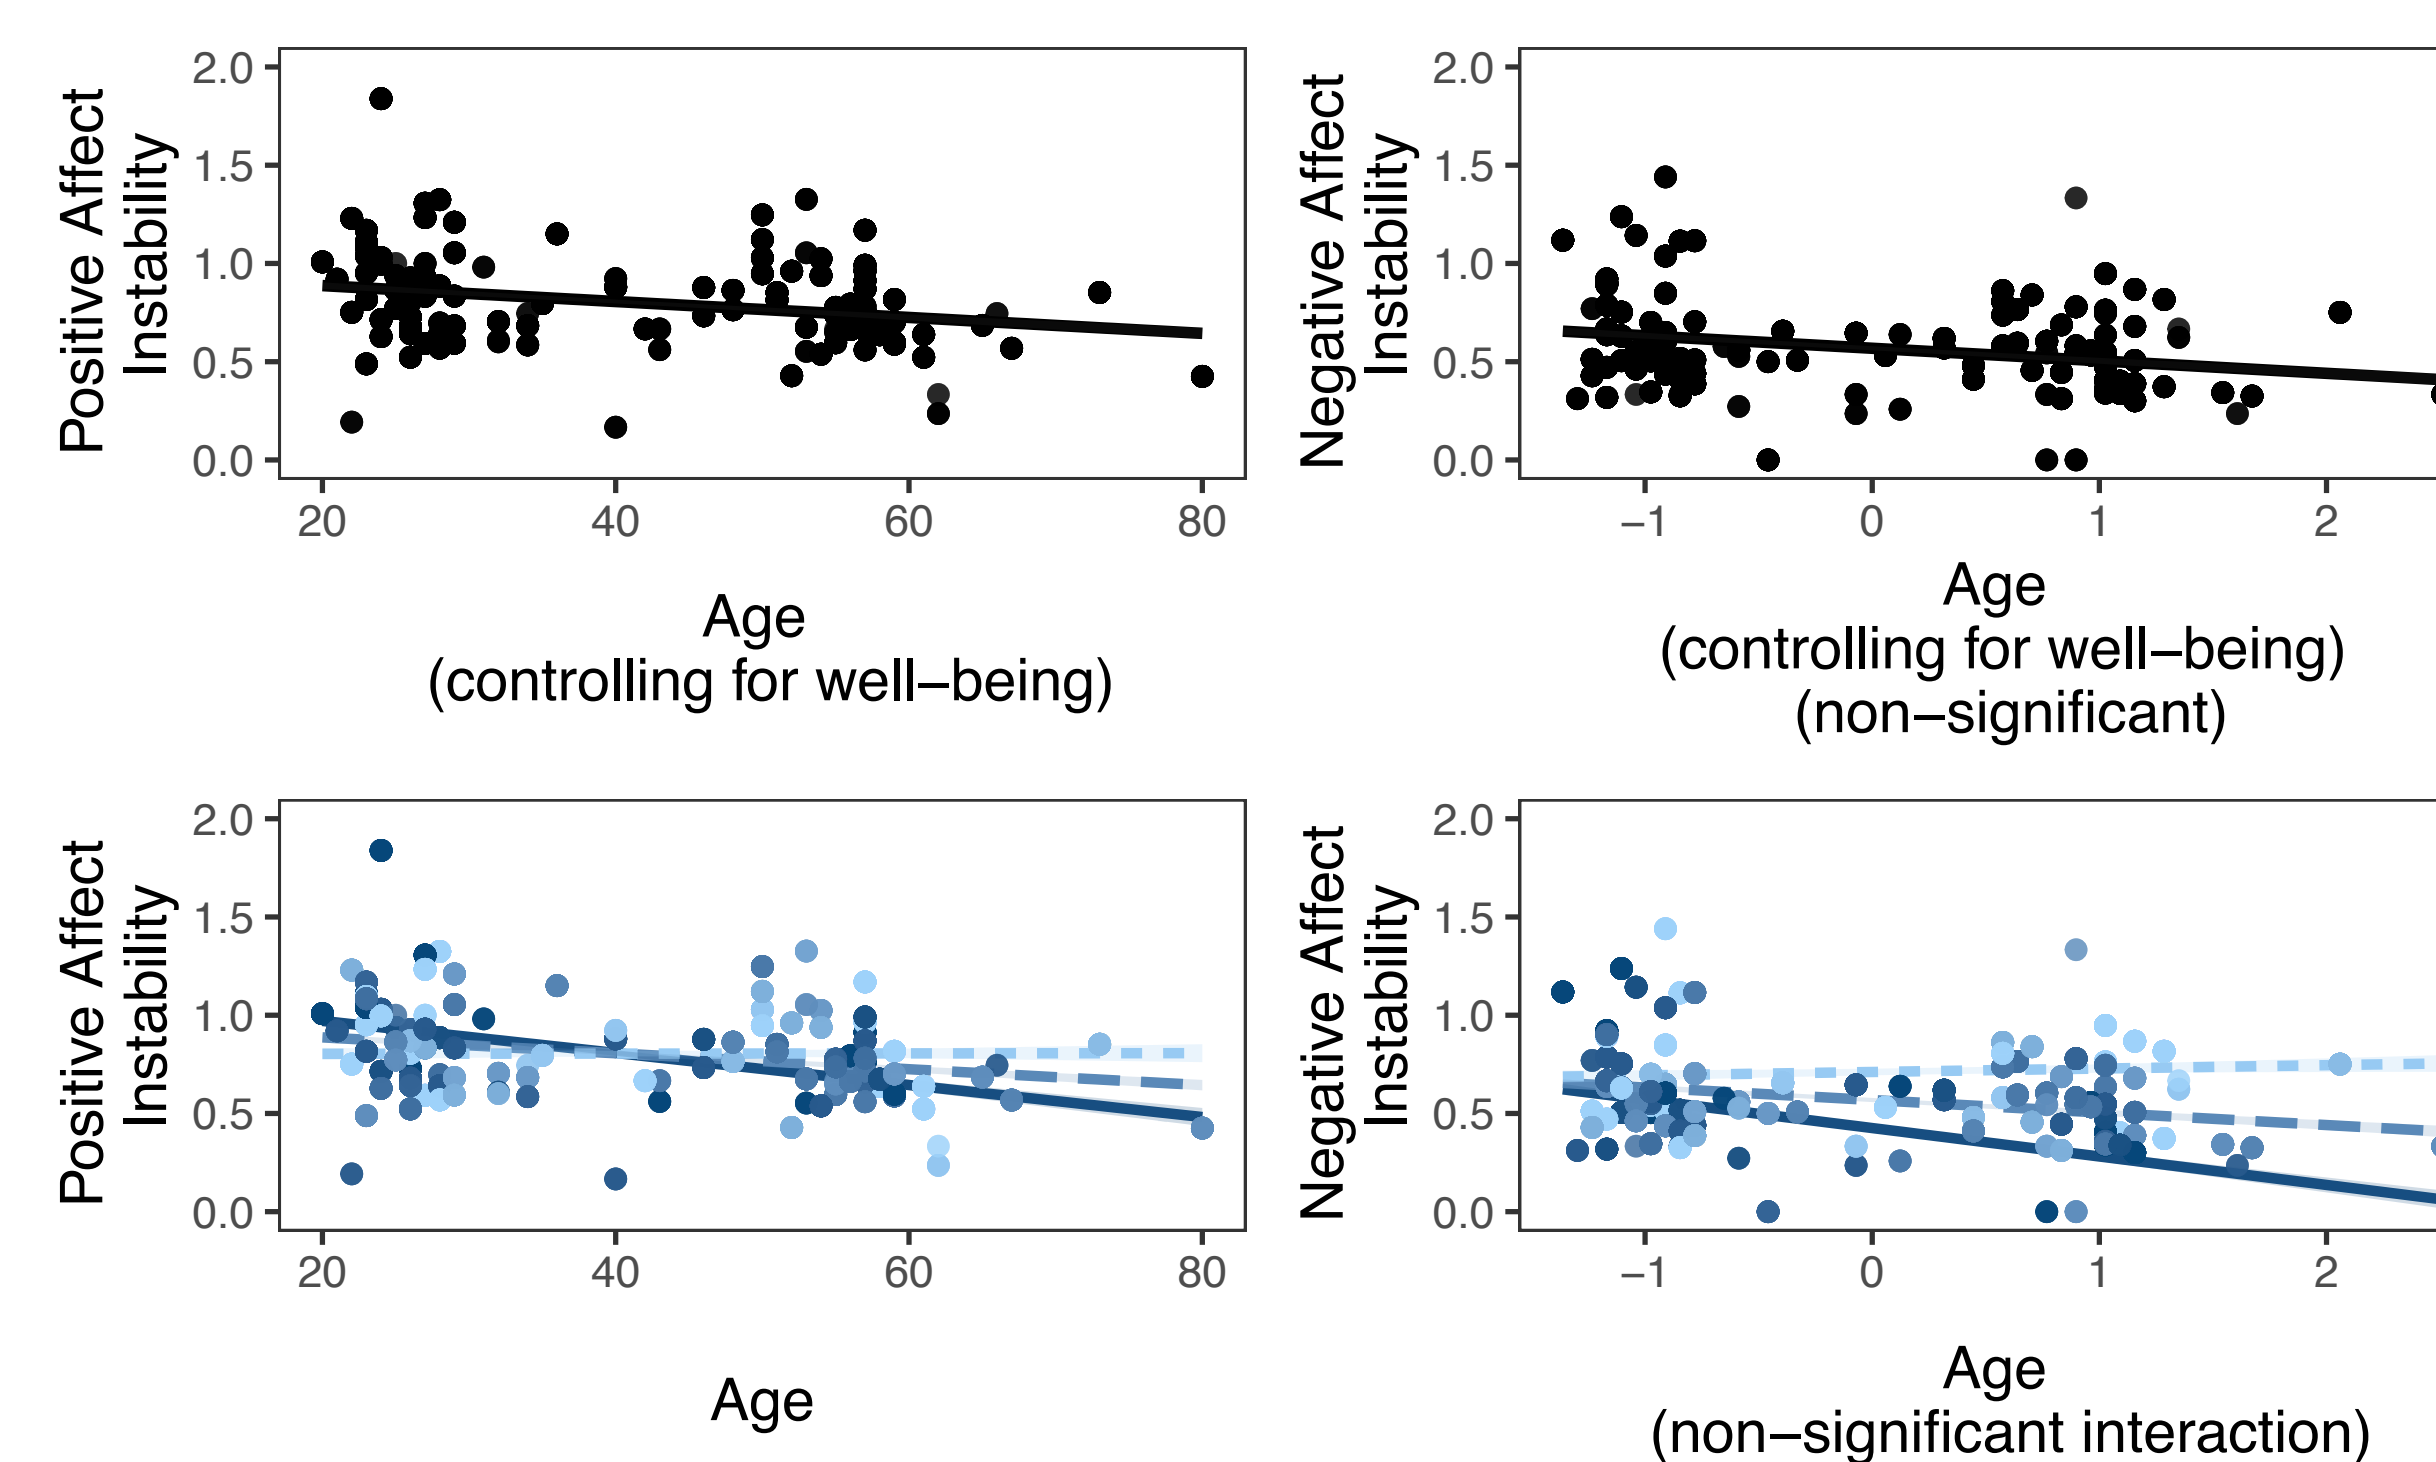 Positive Affect
Instability
2.0
1.5
1.0
0.5
0.0
20 40 60 80
Age
(controlling for well–being)
Negative Affect
Instability
2.0
1.5
1.0
0.5
0.0
−1 0 1 2
Age
(controlling for well–being)
(non–significant)
Positive Affect
Instability
2.0
1.5
1.0
0.5
0.0
20 40 60 80
Age
Negative Affect
Instability
2.0
1.5
1.0
0.5
0.0
−1 0 1 2
Age
(non–significant interaction)